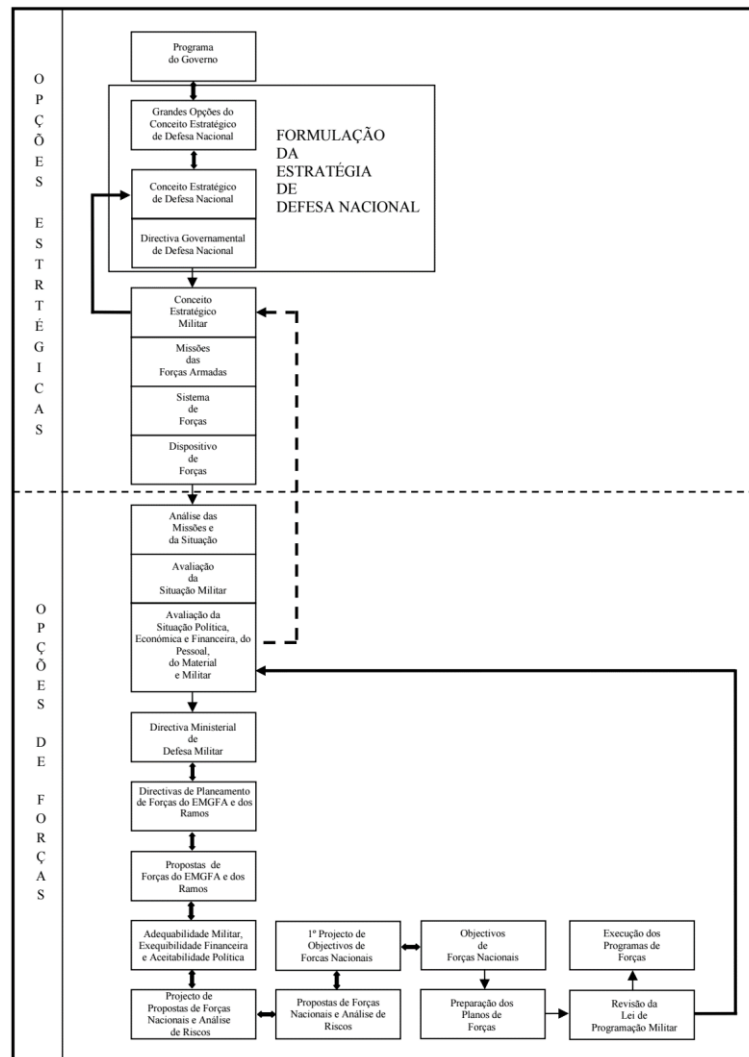 OPÇÕES ESTRTÉGICAS
Programa
do Governo
Grandes Opções do
Conceito Estratégico
de Defesa Nacional
FORMULAÇÃO
DA
ESTRATÉGIA
DE
DEFESA NACIONAL
Conceito Estratégico
de Defesa Nacional
Directiva Governamental
de Defesa Nacional
Conceito
Estratégico
Militar
Missões
das
Forças Armadas
Sistema
de
Forças
Dispositivo
de
Forças
OPÇÕES DE FORÇAS
Análise das
Missões e
da Situação
Avaliação
da
Situação Militar
Avaliação da
Situação Política,
Económica e Financeira, do
Pessoal,
do Material
e Militar
Directiva Ministerial
de
Defesa Militar
Directivas de Planeamento
de Forças do EMGFA e dos
Ramos
Propostas de
Forças do EMGFA e dos
Ramos
Adequabilidade Militar,
Exequibilidade Financeira
e Aceitabilidade Política
Projecto de
Propostas de Forças
Nacionais e Análise
de Riscos
Propostas de Forças
Nacionais e Análise de
Riscos
1º Projecto de
Objectivos de
Forcas Nacionais
Objectivos
de
Forças Nacionais
Preparação dos
Planos de
Forças
Revisão da
Lei de
Programação Militar
Execução dos
Programas de
Forças